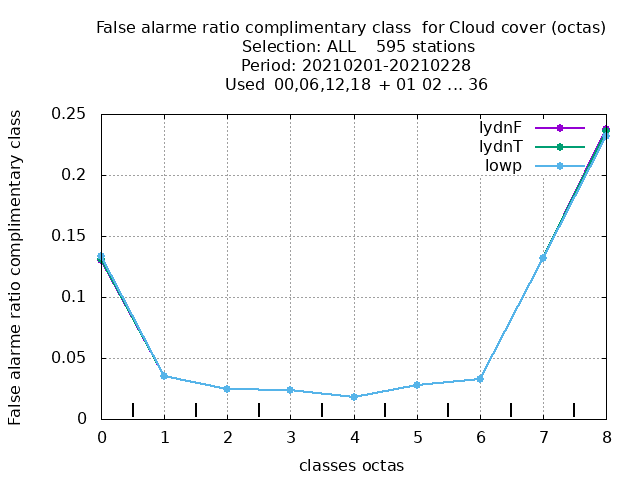 False alarme ratio complimentary class  for Cloud cover (octas)
Selection: ALL    595 stations
Period: 20210201-20210228
Used  00,06,12,18 + 01 02 ... 36
False alarme ratio complimentary class
0.25
0.2
0.15
0.1
0.05
0
lydnF
lydnT
lowp
0 1 2 3 4 5 6 7 8
classes octas